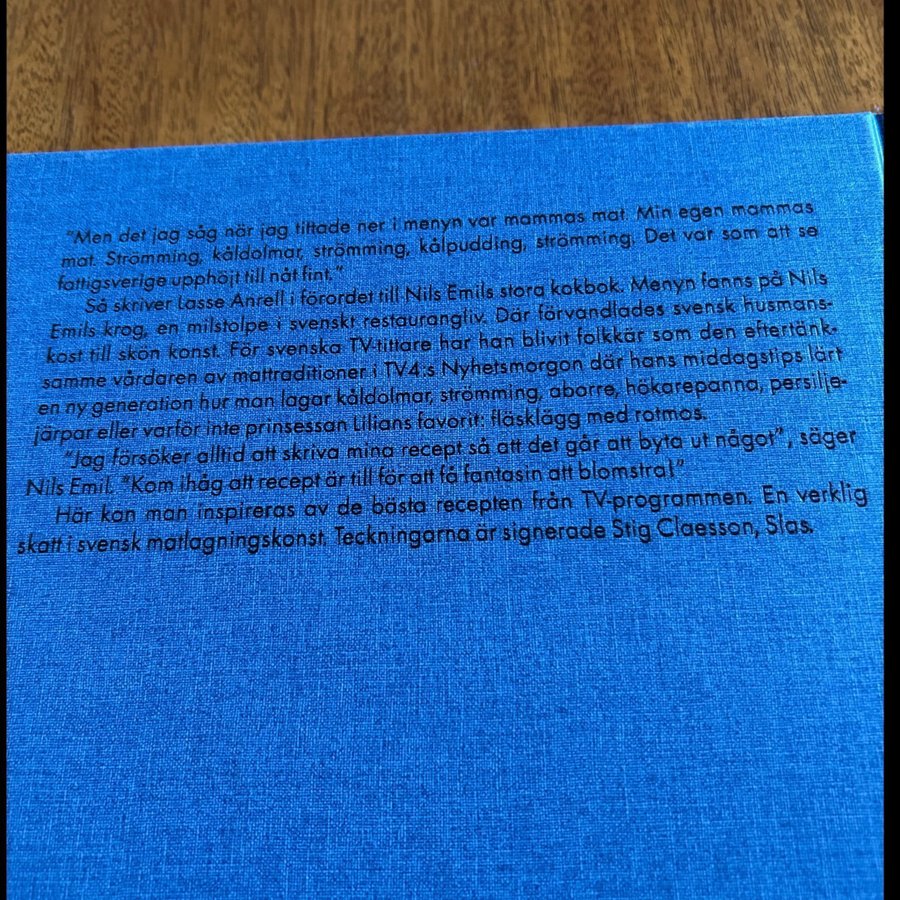 "Men det jag såg när jag tittade ner i menyn var mammas mat. Min egen mammas
mat. Strömming, kåldolmar, strömming, kålpudding, strömming. Det var som att se
fattigsverige upphöjt till nåt fint."
Så skriver Lasse Anrell i förordet till Nils Emils stora kokbok. Menyn fanns på Nils
Emils krog, en milstolpe i svenskt restaurangliv. Där förvandlades svensk husmans-
kost till skön konst. För svenska TV-tittare har han blivit folkkär som den eftertänk-
samme vårdaren av mattraditioner i TV4:s Nyhetsmorgon där hans middagstips lärt
en ny generation hur man lagar kåldolmar, strömming, aborre, hökarepanna, persilje-
järpar eller varför inte prinsessan Lilians favorit: fläsklägg med rotmos.
"Jag försöker alltid att skriva mina recept så att det går att byta ut något", säger
Nils Emil. "Kom ihåg att recept är till för att få fantasin att blomstra!"
Här kan man inspireras av de bästa recepten från TV-programmen. En verklig
skatt i svensk matlagningskonst. Teckningarna är signerade Stig Claesson, Slas.